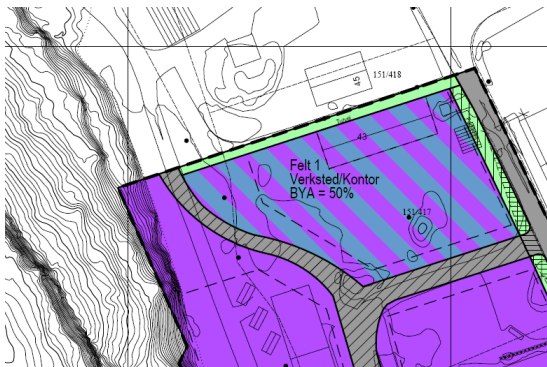 151/418
45
43
Felt 1
Verksted/Kontor
BYA = 50%
151/417